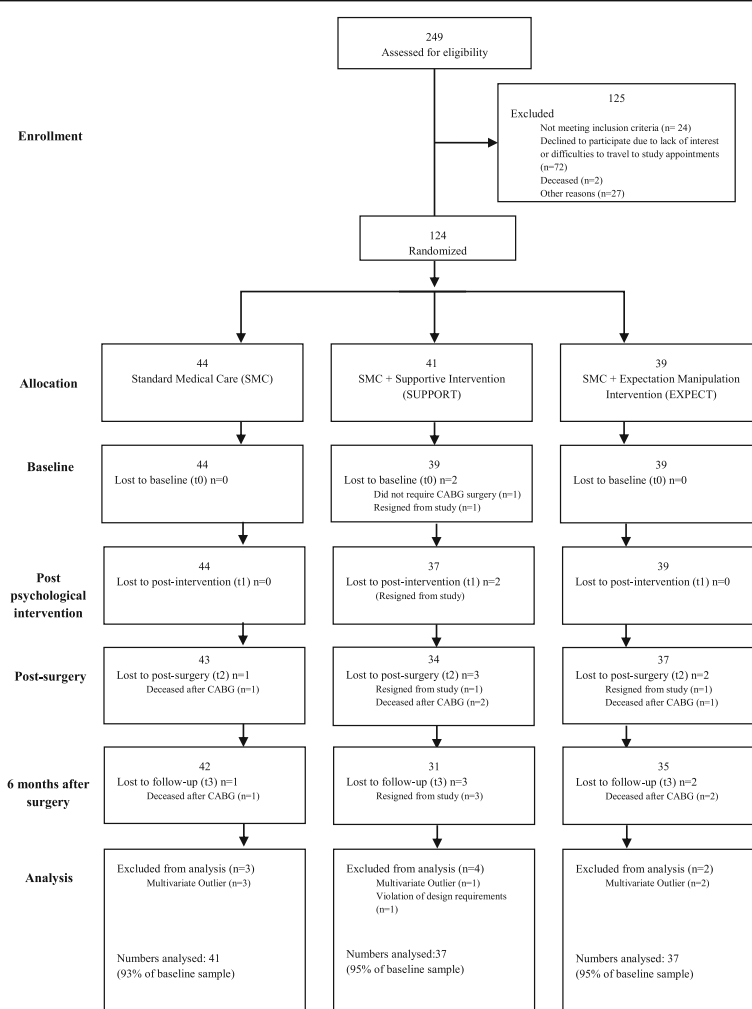 249
Assessed for eligibility
125
Excluded
Not meeting inclusion criteria (n= 24)
Declined to participate due to lack of interest
or difficulties to travel to study appointments
(n=72)
Deceased (n=2)
Other reasons (n=27)
Enrollment
124
Randomized
Allocation
44
Standard Medical Care (SMC)
41
SMC + Supportive Intervention
(SUPPORT)
39
SMC + Expectation Manipulation
Intervention (EXPECT)
Baseline
44
Lost to baseline (t0) n=0
39
Lost to baseline (t0) n=2
Did not require CABG surgery (n=1)
Resigned from study (n=1)
39
Lost to baseline (t0) n=0
Post
psychological
intervention
44
Lost to post-intervention (t1) n=0
37
Lost to post-intervention (t1) n=2
(Resigned from study)
39
Lost to post-intervention (t1) n=0
Post-surgery
43
Lost to post-surgery (t2) n=1
Deceased after CABG (n=1)
34
Lost to post-surgery (t2) n=3
Resigned from study (n=1)
Deceased after CABG (n=2)
37
Lost to post-surgery (t2) n=2
Resigned from study (n=1)
Deceased after CABG (n=1)
6 months after
surgery
42
Lost to follow-up (t3) n=1
Deceased after CABG (n=1)
31
Lost to follow-up (t3) n=3
Resigned from study (n=3)
35
Lost to follow-up (t3) n=2
Deceased after CABG (n=2)
Analysis
Excluded from analysis (n=3)
Multivariate Outlier (n=3)
Numbers analysed: 41
(93% of baseline sample)
Excluded from analysis (n=4)
Multivariate Outlier (n=1)
Violation of design requirements
(n=1)
Numbers analysed:37
(95% of baseline sample)
Excluded from analysis (n=2)
Multivariate Outlier (n=2)
Numbers analysed: 37
(95% of baseline sample)